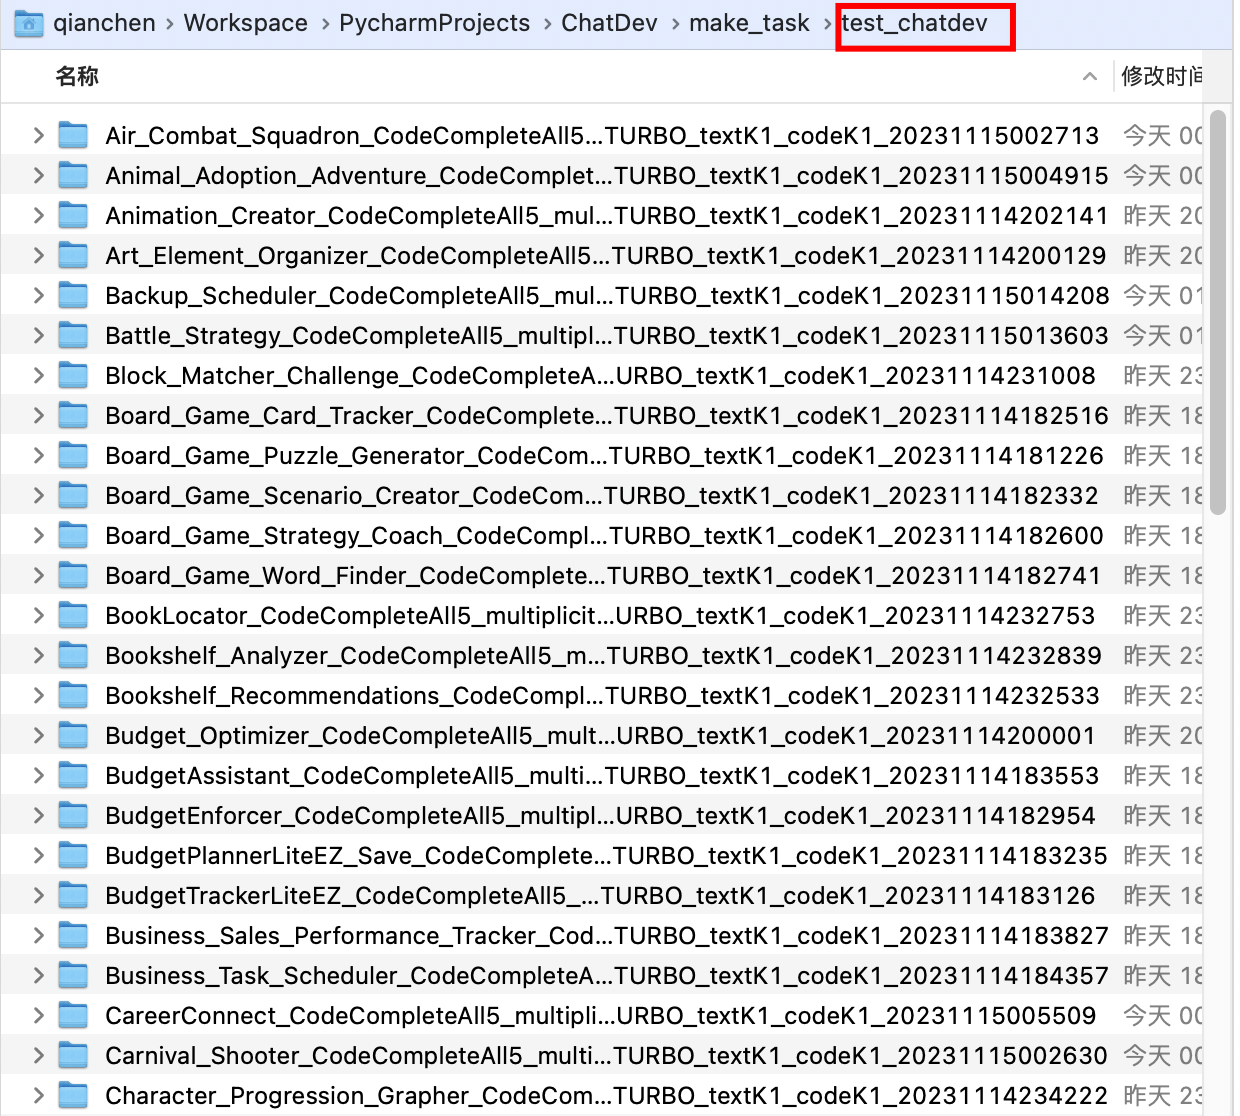 qianchen › Workspace › PycharmProjects › ChatDev › make_task › test_chatdev
名称 修改时间
Air_Combat_Squadron_CodeCompleteAll5...TURBO_textK1_codeK1_20231115002713 今天 00
Animal_Adoption_Adventure_CodeComplet...TURBO_textK1_codeK1_20231115004915 今天 00
Animation_Creator_CodeCompleteAll5_mul...TURBO_textK1_codeK1_20231114202141 昨天 20
Art_Element_Organizer_CodeCompleteAll5...TURBO_textK1_codeK1_20231114200129 昨天 20
Backup_Scheduler_CodeCompleteAll5_mul...TURBO_textK1_codeK1_20231115014208 今天 01
Battle_Strategy_CodeCompleteAll5_multipl...TURBO_textK1_codeK1_20231115013603 今天 01
Block_Matcher_Challenge_CodeCompleteA...URBO_textK1_codeK1_20231114231008 昨天 23
Board_Game_Card_Tracker_CodeComplete...TURBO_textK1_codeK1_20231114182516 昨天 18
Board_Game_Puzzle_Generator_CodeCom...TURBO_textK1_codeK1_20231114181226 昨天 18
Board_Game_Scenario_Creator_CodeCom...TURBO_textK1_codeK1_20231114182332 昨天 18
Board_Game_Strategy_Coach_CodeCompl...TURBO_textK1_codeK1_20231114182600 昨天 18
Board_Game_Word_Finder_CodeComplete...TURBO_textK1_codeK1_20231114182741 昨天 18
BookLocator_CodeCompleteAll5_multiplicit...URBO_textK1_codeK1_20231114232753 昨天 23
Bookshelf_Analyzer_CodeCompleteAll5_m...TURBO_textK1_codeK1_20231114232839 昨天 23
Bookshelf_Recommendations_CodeCompl...TURBO_textK1_codeK1_20231114232533 昨天 23
Budget_Optimizer_CodeCompleteAll5_mult...URBO_textK1_codeK1_20231114200001 昨天 20
BudgetAssistant_CodeCompleteAll5_multi...TURBO_textK1_codeK1_20231114183553 昨天 18
BudgetEnforcer_CodeCompleteAll5_multipl...URBO_textK1_codeK1_20231114182954 昨天 18
BudgetPlannerLiteEZ_Save_CodeComplete...TURBO_textK1_codeK1_20231114183235 昨天 18
BudgetTrackerLiteEZ_CodeCompleteAll5_...TURBO_textK1_codeK1_20231114183126 昨天 18
Business_Sales_Performance_Tracker_Cod...TURBO_textK1_codeK1_20231114183827 昨天 18
Business_Task_Scheduler_CodeCompleteA...TURBO_textK1_codeK1_20231114184357 昨天 18
CareerConnect_CodeCompleteAll5_multipli...URBO_textK1_codeK1_20231115005509 今天 00
Carnival_Shooter_CodeCompleteAll5_multi...TURBO_textK1_codeK1_20231115002630 今天 00
Character_Progression_Grapher_CodeCom...TURBO_textK1_codeK1_20231114234222 昨天 23